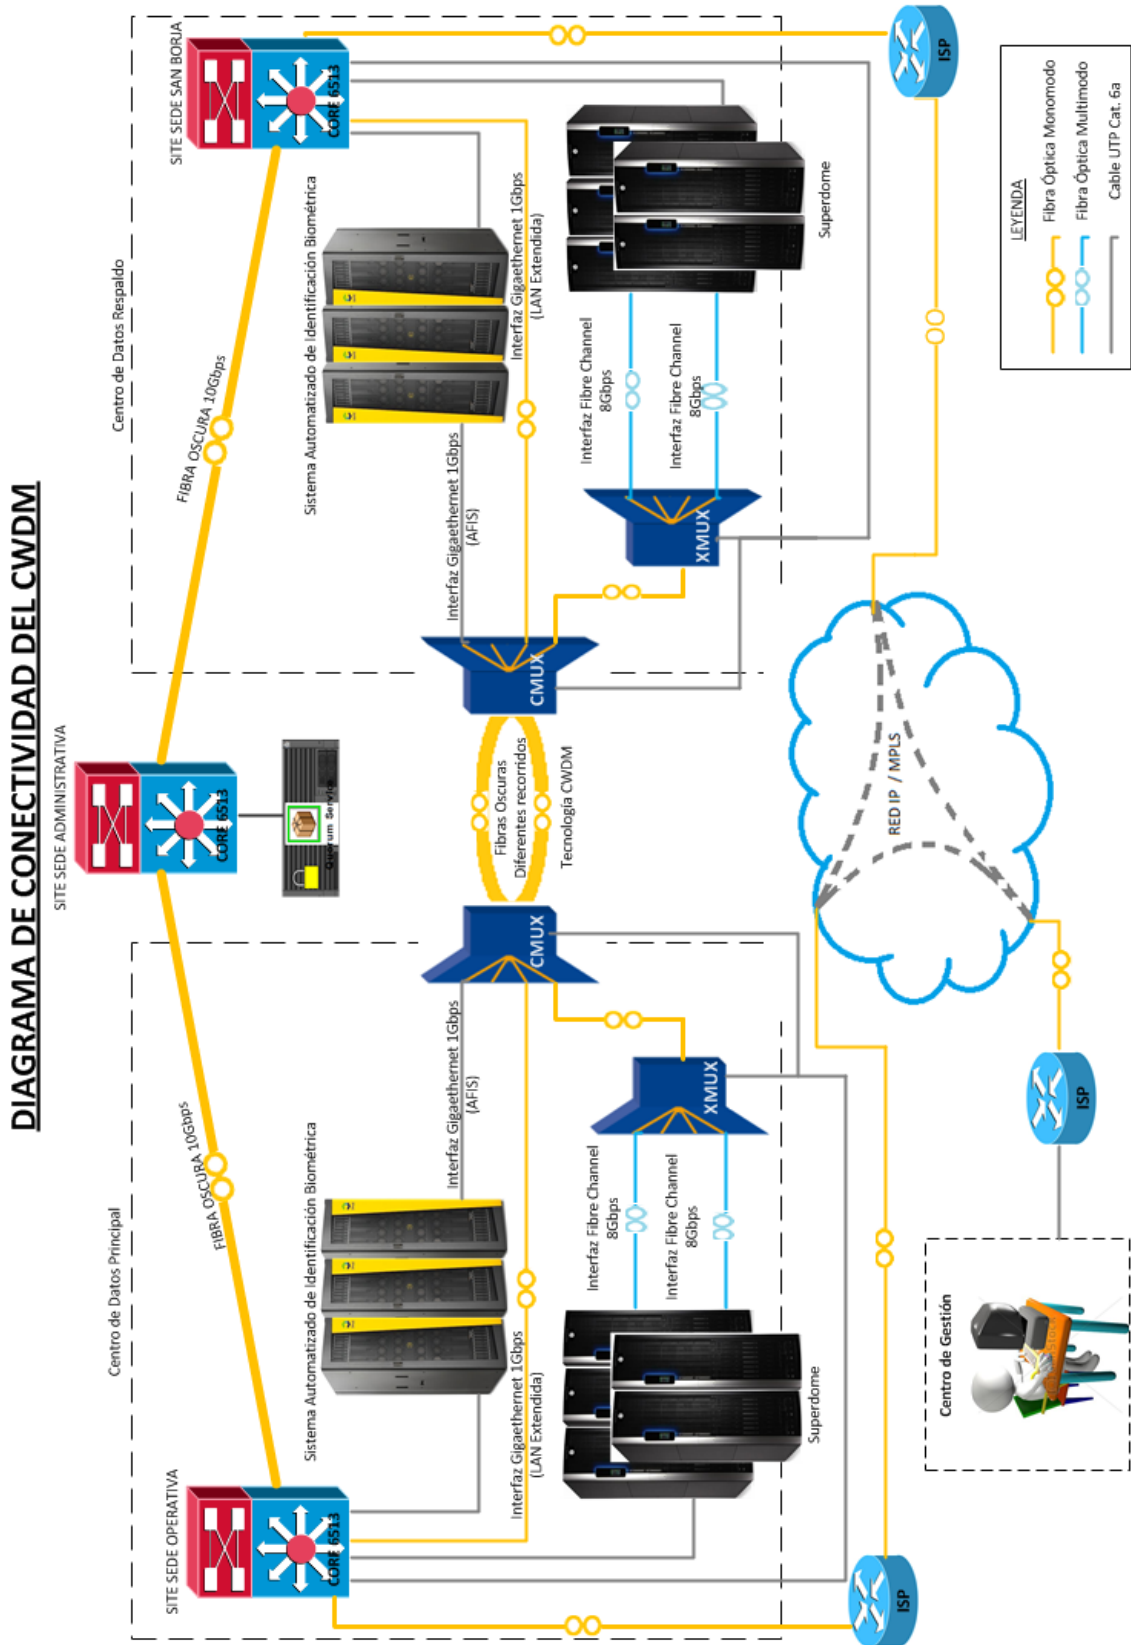 DIAGRAMA DE CONECTIVIDAD DEL CWDM
SITE SEDE ADMINISTRATIVA
CORE 6513
Quorum Service
SITE SEDE OPERATIVA
CORE 6513
Centro de Datos Principal
FIBRA OSCURA 10Gbps
FIBRA OSCURA 10Gbps
Centro de Datos Respaldo
SITE SEDE SAN BORJA
CORE 6513
Sistema Automatizado de Identificación Biométrica
Interfaz Gigaethernet 1Gbps
(AFIS)
Interfaz Gigaethernet 1Gbps
(LAN Extendida)
CMUX
Fibras Oscuras
Diferentes recorridos
Tecnología CWDM
CMUX
Sistema Automatizado de Identificación Biométrica
Interfaz Gigaethernet 1Gbps
(AFIS)
Interfaz Gigaethernet 1Gbps
(LAN Extendida)
Interfaz Fibre Channel
8Gbps
Interfaz Fibre Channel
8Gbps
XMUX
Superdome
XMUX
Interfaz Fibre Channel
8Gbps
Interfaz Fibre Channel
8Gbps
Superdome
ISP
RED IP / MPLS
ISP
Centro de Gestión
ISP
LEYENDA
Fibra Óptica Monomodo
Fibra Óptica Multimodo
Cable UTP Cat. 6a